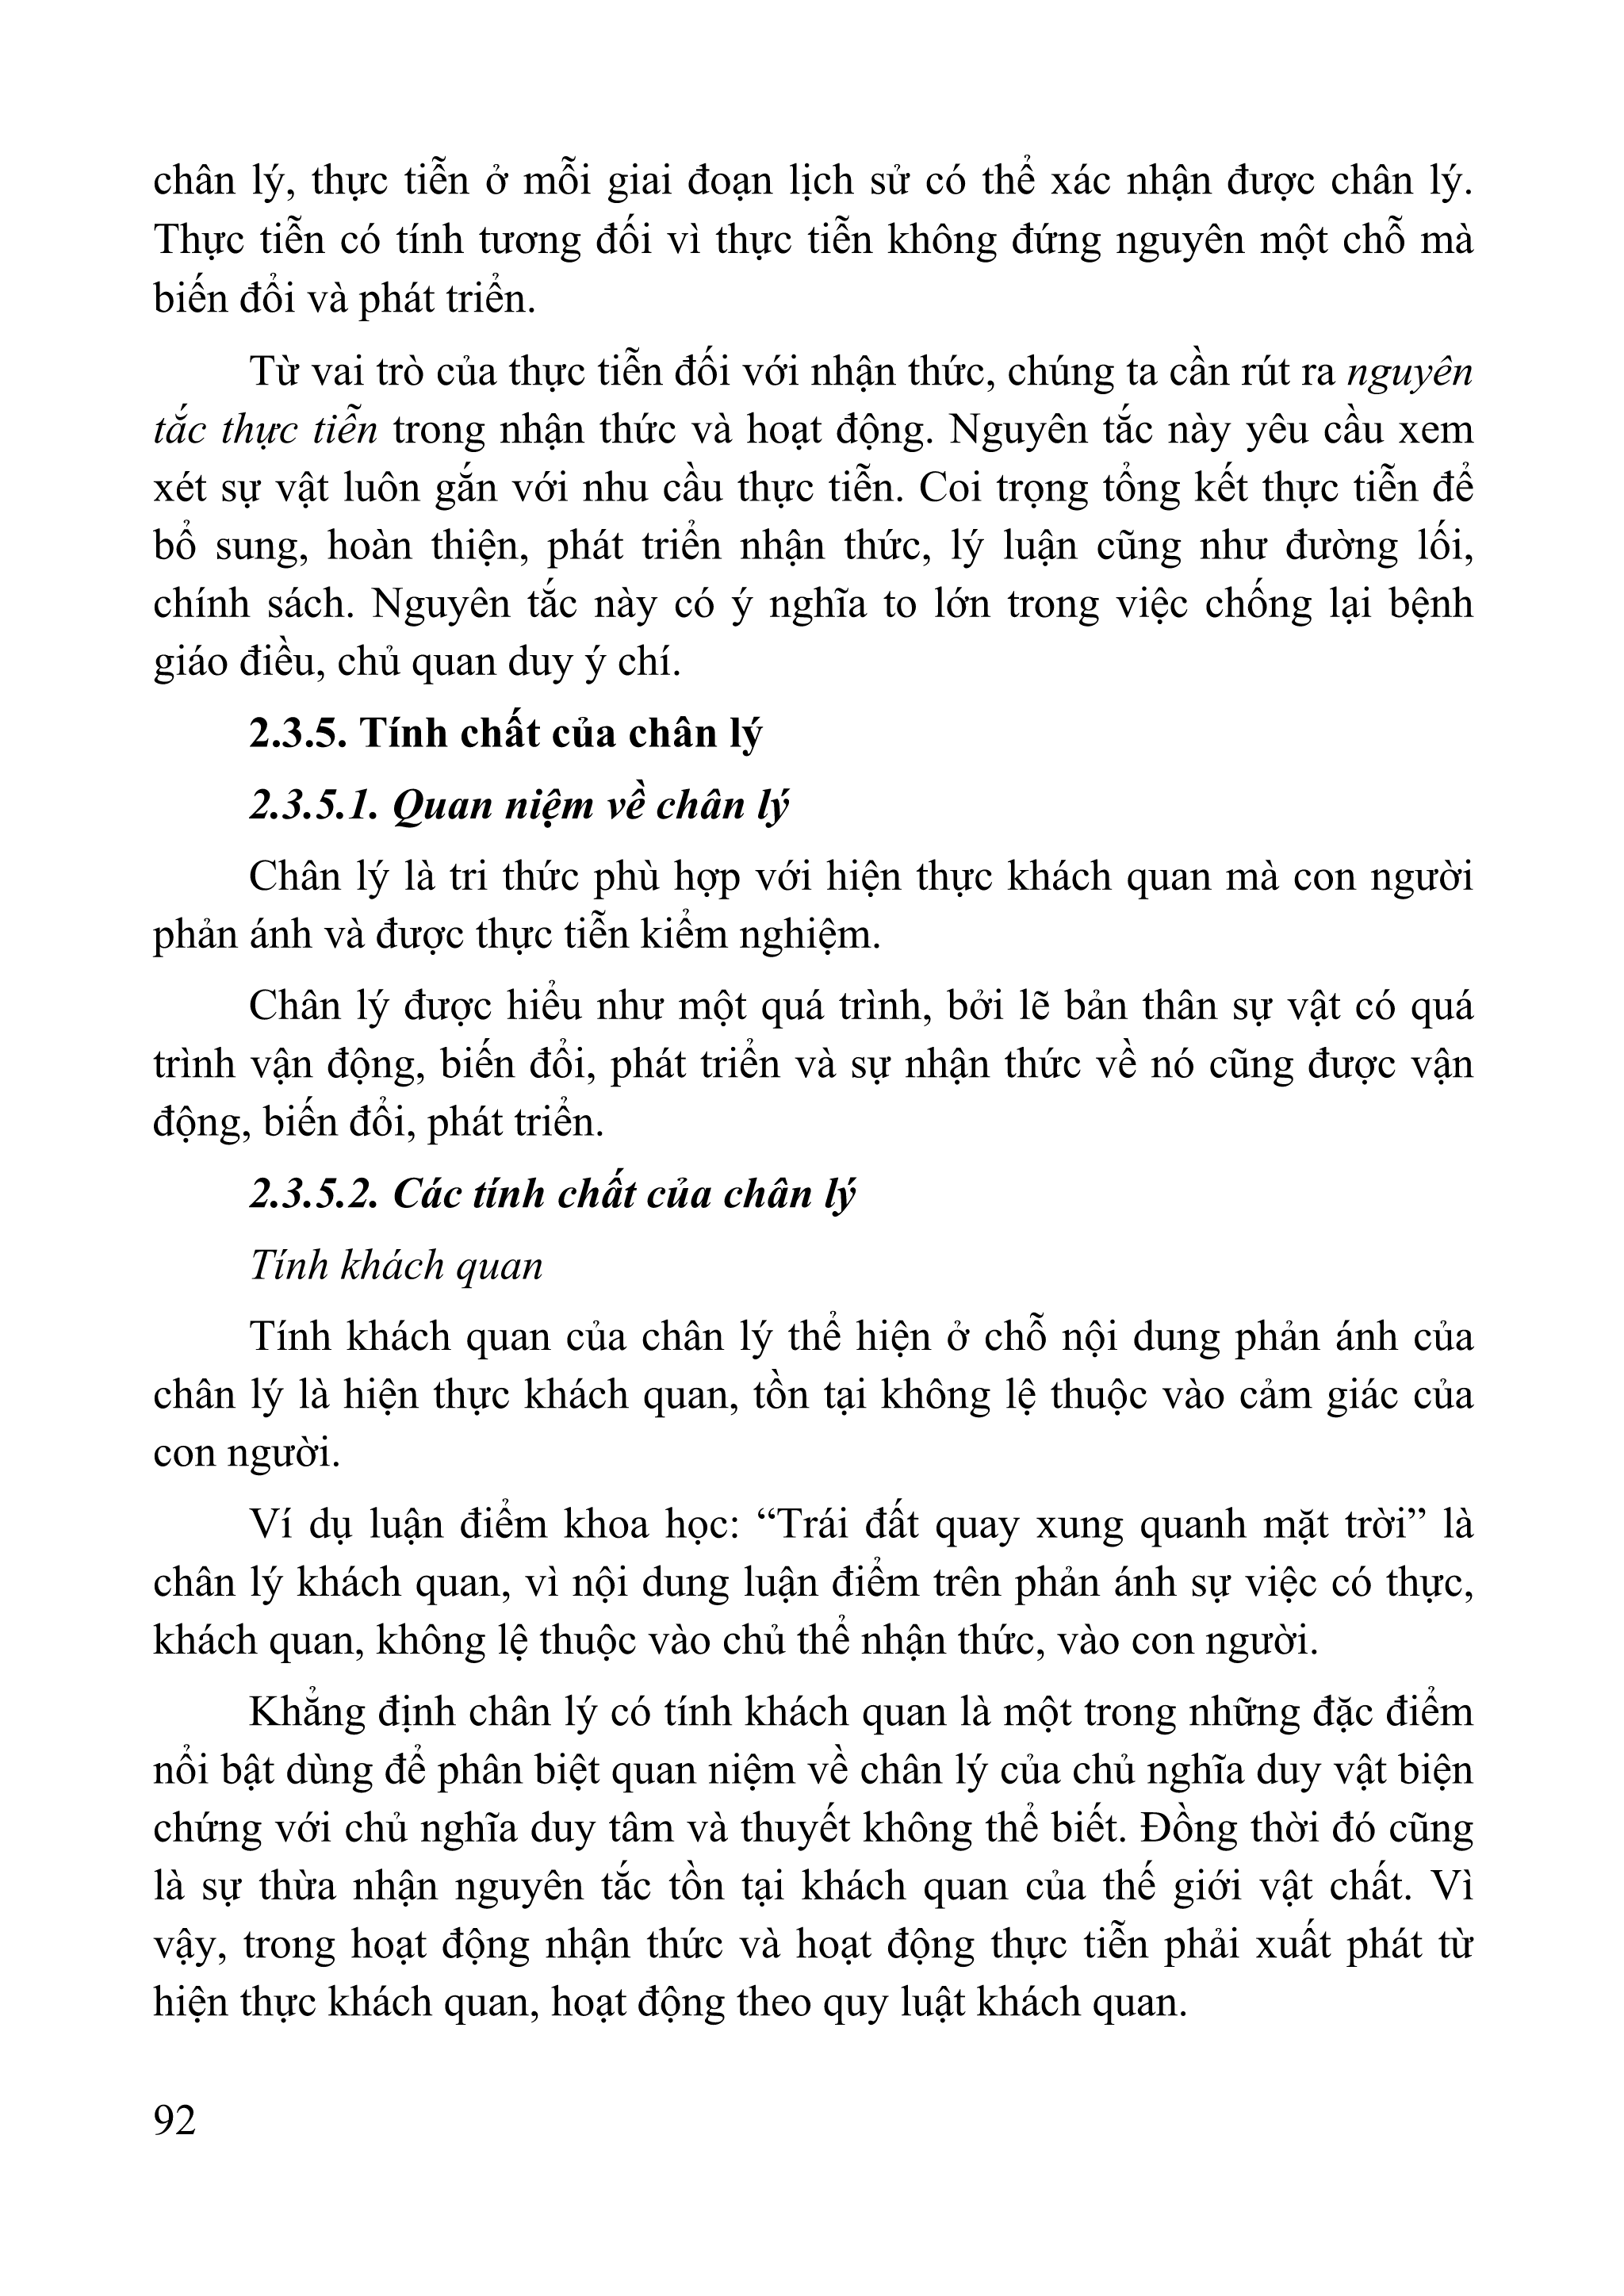 chân lý, thực tiễn ở mỗi giai đoạn lịch sử có thể xác nhận được chân lý.
Thực tiễn có tính tương đối vì thực tiễn không đứng nguyên một chỗ mà
biến đổi và phát triển.
Từ vai trò của thực tiễn đối với nhận thức, chúng ta cần rút ra nguyên
tắc thực tiễn trong nhận thức và hoạt động. Nguyên tắc này yêu cầu xem
xét sự vật luôn gắn với nhu cầu thực tiễn. Coi trọng tổng kết thực tiễn để
bổ sung, hoàn thiện, phát triển nhận thức, lý luận cũng như đường lối,
chính sách. Nguyên tắc này có ý nghĩa to lớn trong việc chống lại bệnh
giáo điều, chủ quan duy ý chí.
2.3.5. Tính chất của chân lý
2.3.5.1. Quan niệm về chân lý
Chân lý là tri thức phù hợp với hiện thực khách quan mà con người
phản ánh và được thực tiễn kiểm nghiệm.
Chân lý được hiểu như một quá trình, bởi lẽ bản thân sự vật có quá
trình vận động, biến đổi, phát triển và sự nhận thức về nó cũng được vận
động, biến đổi, phát triển.
2.3.5.2. Các tính chất của chân lý
Tính khách quan
Tính khách quan của chân lý thể hiện ở chỗ nội dung phản ánh của
chân lý là hiện thực khách quan, tồn tại không lệ thuộc vào cảm giác của
con người.
Ví dụ luận điểm khoa học: “Trái đất quay xung quanh mặt trời” là
chân lý khách quan, vì nội dung luận điểm trên phản ánh sự việc có thực,
khách quan, không lệ thuộc vào chủ thể nhận thức, vào con người.
Khẳng định chân lý có tính khách quan là một trong những đặc điểm
nổi bật dùng để phân biệt quan niệm về chân lý của chủ nghĩa duy vật biện
chứng với chủ nghĩa duy tâm và thuyết không thể biết. Đồng thời đó cũng
là sự thừa nhận nguyên tắc tồn tại khách quan của thế giới vật chất. Vì
vậy, trong hoạt động nhận thức và hoạt động thực tiễn phải xuất phát từ
hiện thực khách quan, hoạt động theo quy luật khách quan.
92